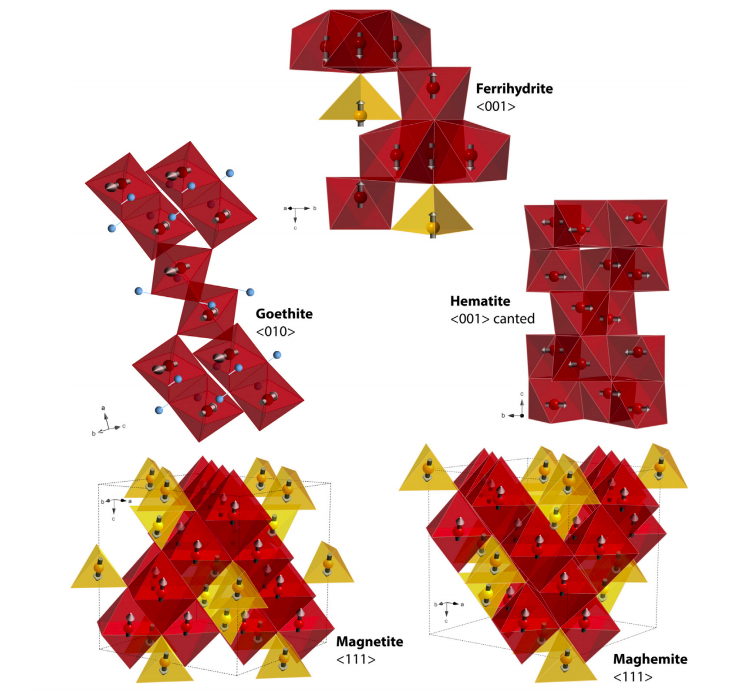 Ferrihydrite
<001>
a b
c
Goethite
<010>
Hematite
<001> canted
a
b c
c
b
b a
c
Magnetite
<111>
b a
c
Maghemite
<111>